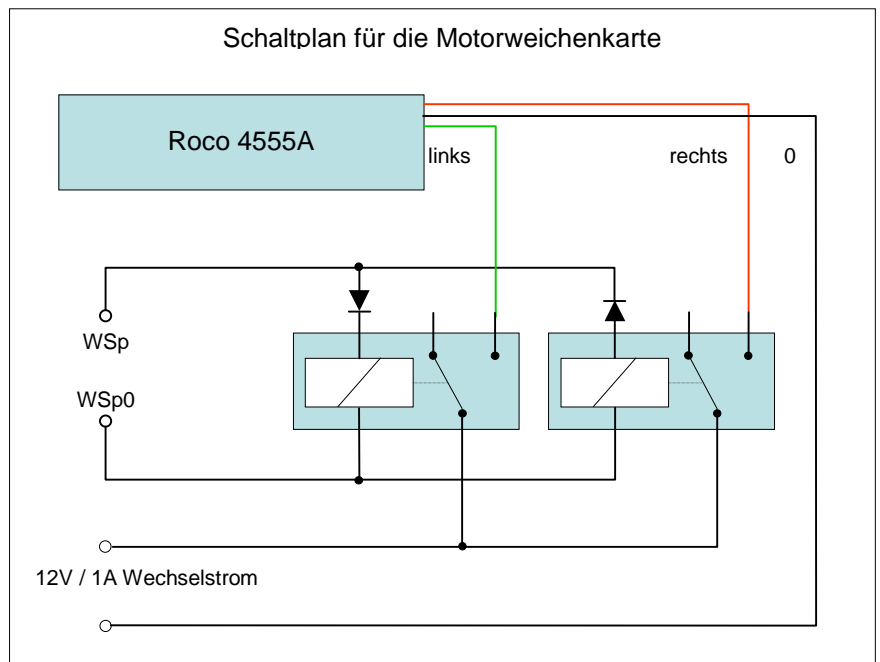 Schaltplan für die Motorweichenkarte
Roco 4555A
links
rechts
0
WSp
WSp0
12V / 1A Wechselstrom